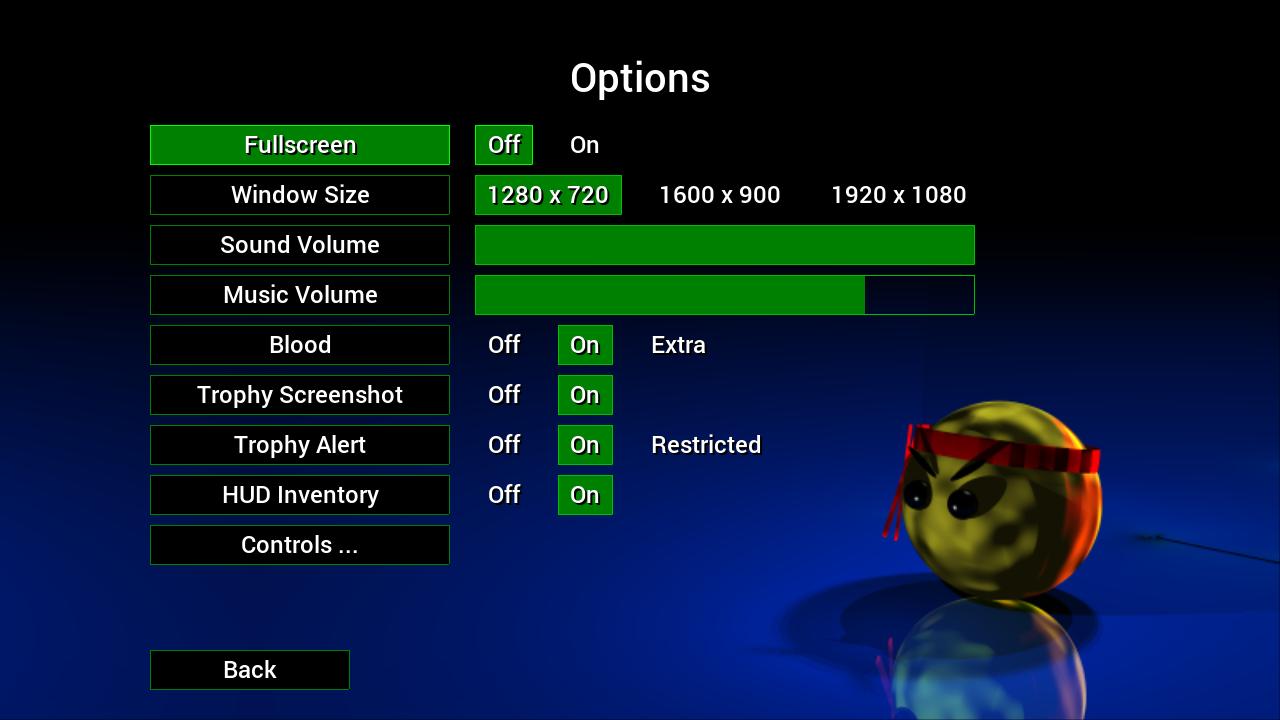 Options
Fullscreen Off On
Window Size 1280 x 720 1600 x 900 1920 x 1080
Sound Volume
Music Volume
Blood Off On Extra
Trophy Screenshot Off On
Trophy Alert Off On Restricted
HUD Inventory Off On
Controls ...
Back